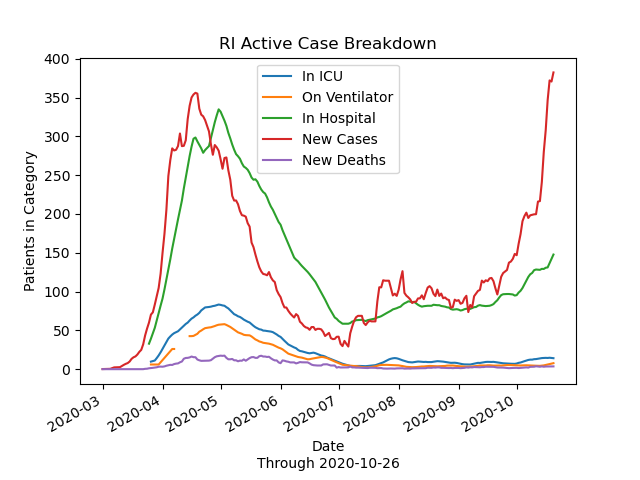 RI Active Case Breakdown
In ICU
On Ventilator
In Hospital
New Cases
New Deaths
Patients in Category
400
350
300
250
200
150
100
50
0
2020-03
2020-04
2020-05
2020-06
2020-07
2020-08
2020-09
2020-10
Date
Through 2020-10-26